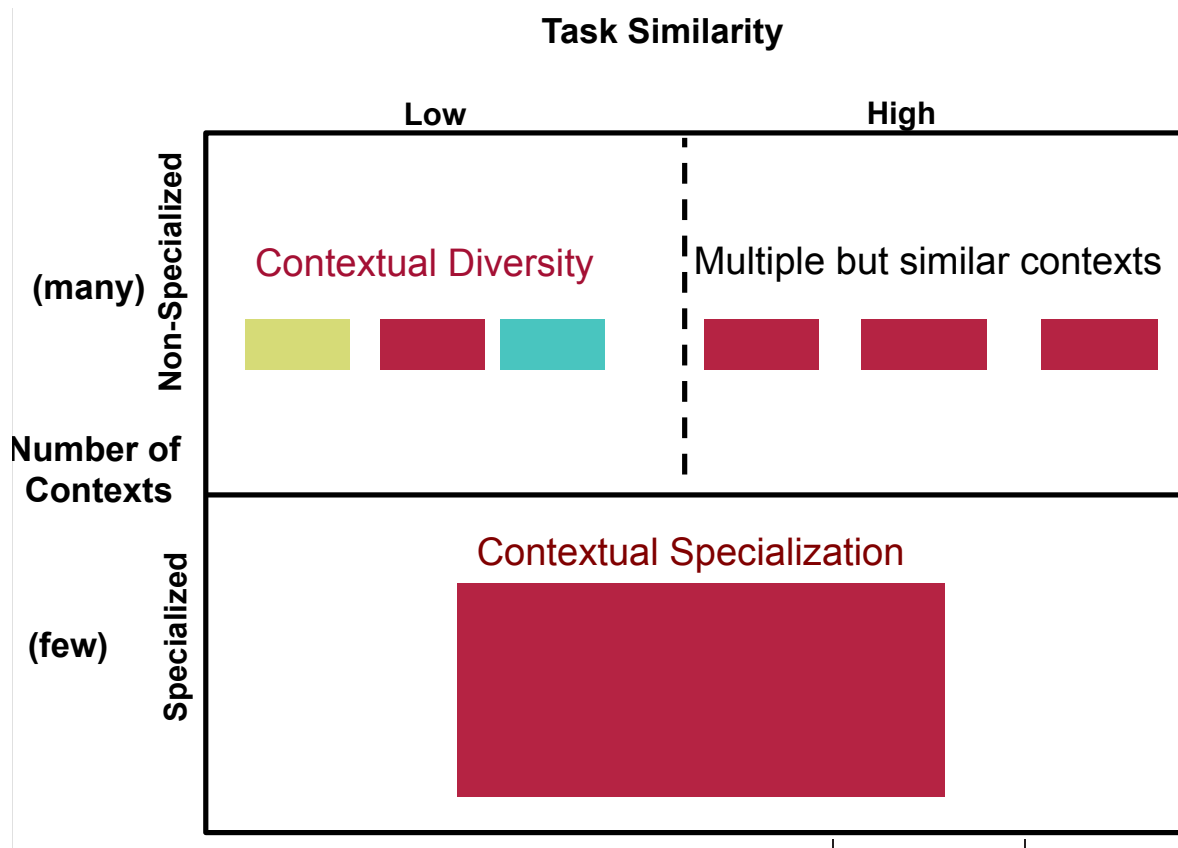 Task Similarity
Low
High
Non-Specialized
(many)
Contextual Diversity
Multiple but similar contexts
Number of
Contexts
Contextual Specialization
Specialized
(few)